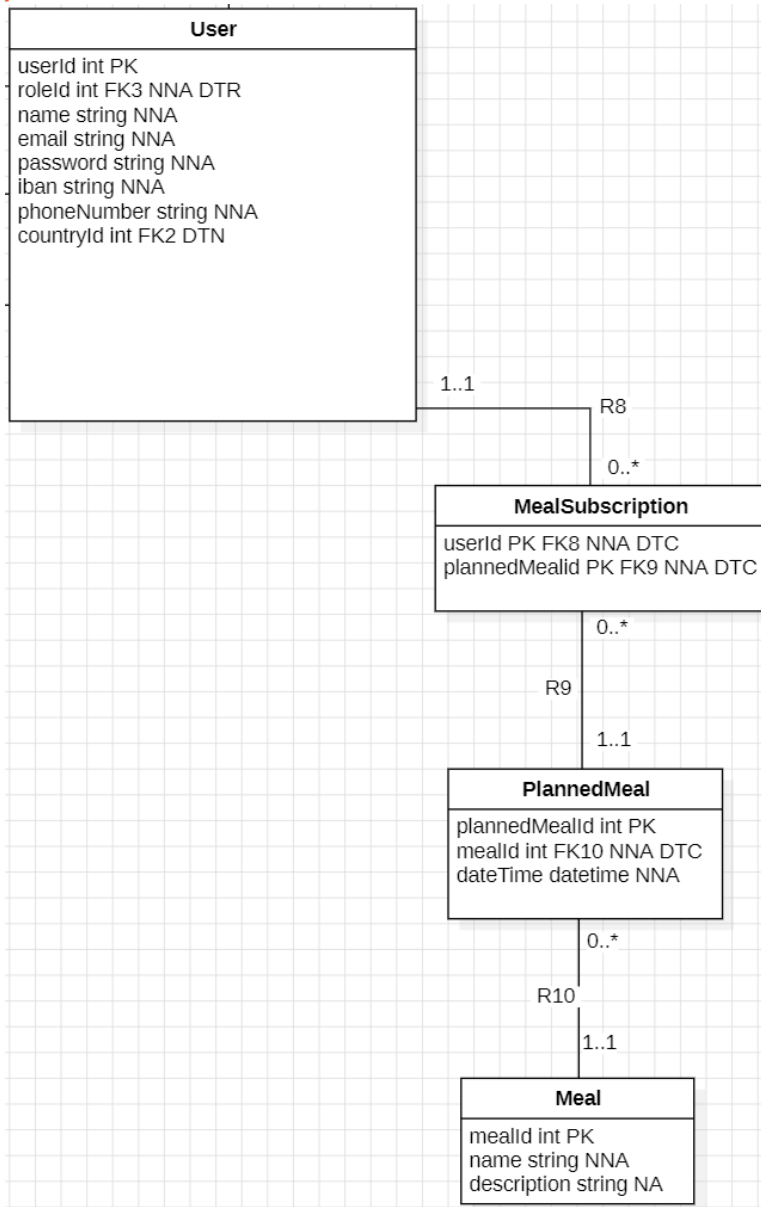 User
userId int PK
roleId int FK3 NNA DTR
name string NNA
email string NNA
password string NNA
iban string NNA
phoneNumber string NNA
countryId int FK2 DTN
1..1
R8
0..*
MealSubscription
userId PK FK8 NNA DTC
plannedMealid PK FK9 NNA DTC
0..*
R9
1..1
PlannedMeal
plannedMealId int PK
mealId int FK10 NNA DTC
dateTime datetime NNA
0..*
R10
1..1
Meal
mealId int PK
name string NNA
description string NA